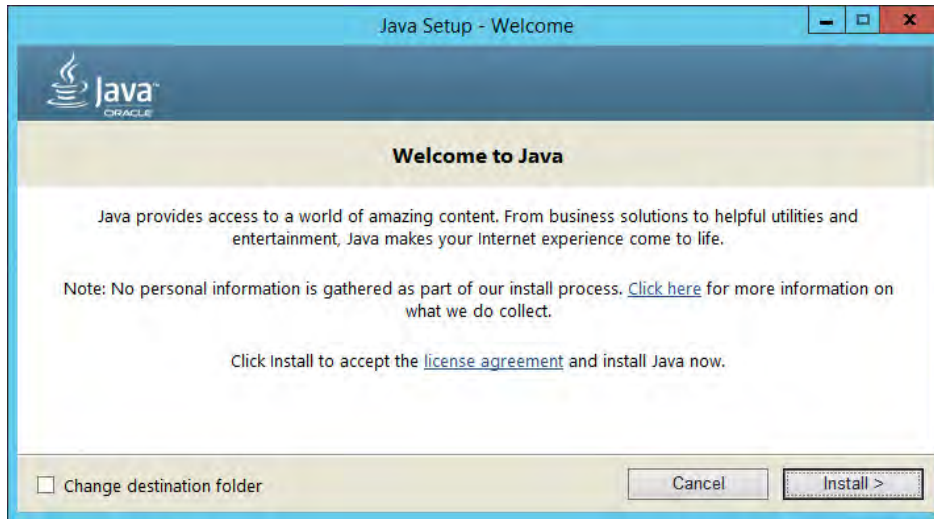 Java Setup - Welcome
Java™
ORACLE
Welcome to Java
Java provides access to a world of amazing content. From business solutions to helpful utilities and
entertainment, Java makes your Internet experience come to life.
Note: No personal information is gathered as part of our install process. Click here for more information on
what we do collect.
Click Install to accept the license agreement and install Java now.
Change destination folder
Cancel
Install >